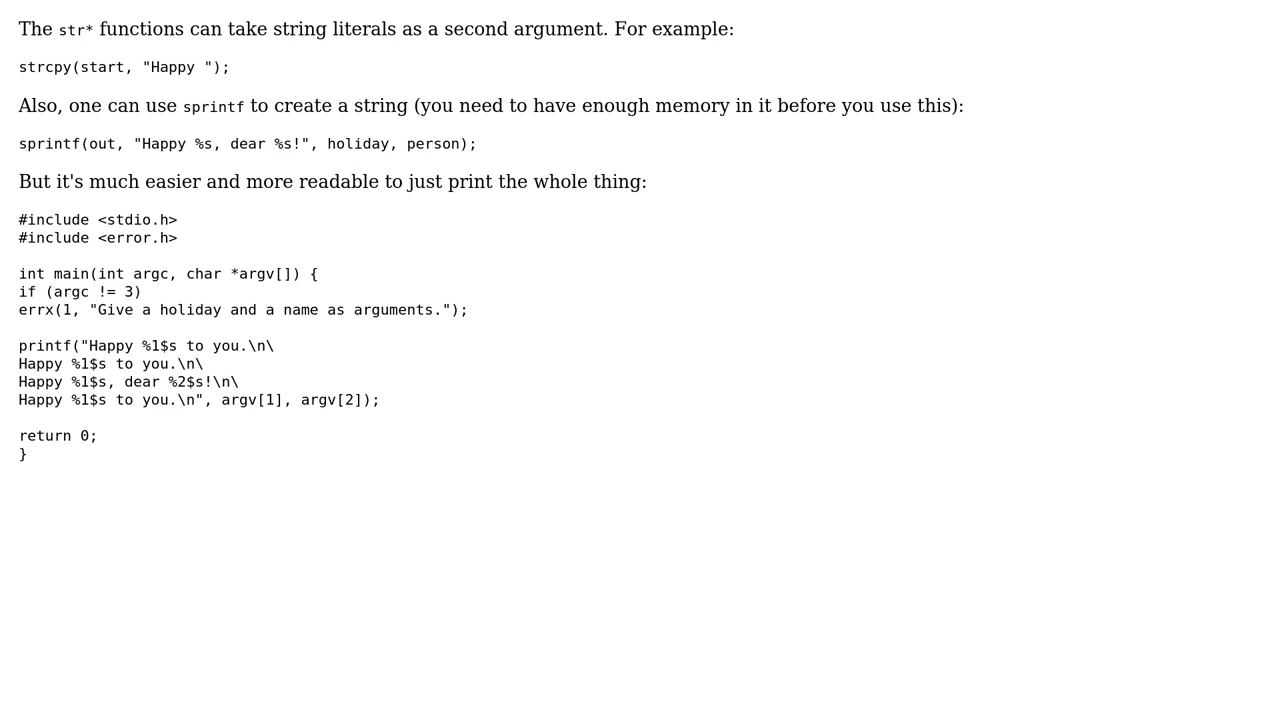 The str* functions can take string literals as a second argument. For example:
strcpy(start, "Happy ");
Also, one can use sprintf to create a string (you need to have enough memory in it before you use this):
sprintf(out, "Happy %s, dear %s!", holiday, person);
But it's much easier and more readable to just print the whole thing:
#include <stdio.h>
#include <error.h>
int main(int argc, char *argv[]) {
if (argc != 3)
errx(1, "Give a holiday and a name as arguments.");
printf("Happy %1$s to you.\n\
Happy %1$s to you.\n\
Happy %1$s, dear %2$s!\n\
Happy %1$s to you.\n", argv[1], argv[2]);
return 0;
}